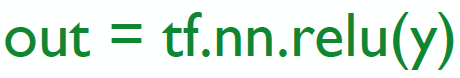 out = tf.nn.relu(y)